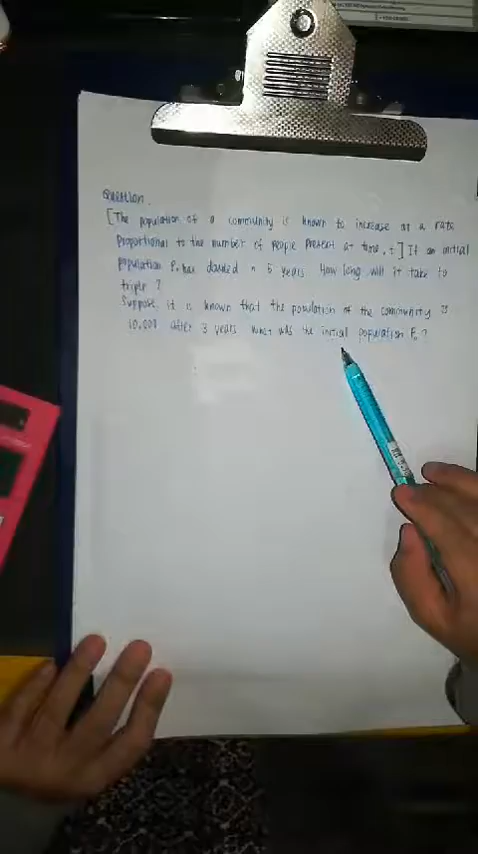 Question.
[The population of a community is known to increase at a rate
proportional to the number of people present at time, t] If an initial
population P₀ has doubled in 5 years. How long will it take to
triple ?
Suppose it is known that the population of the community is
10,000 after 3 years what was the initial population P₀ ?